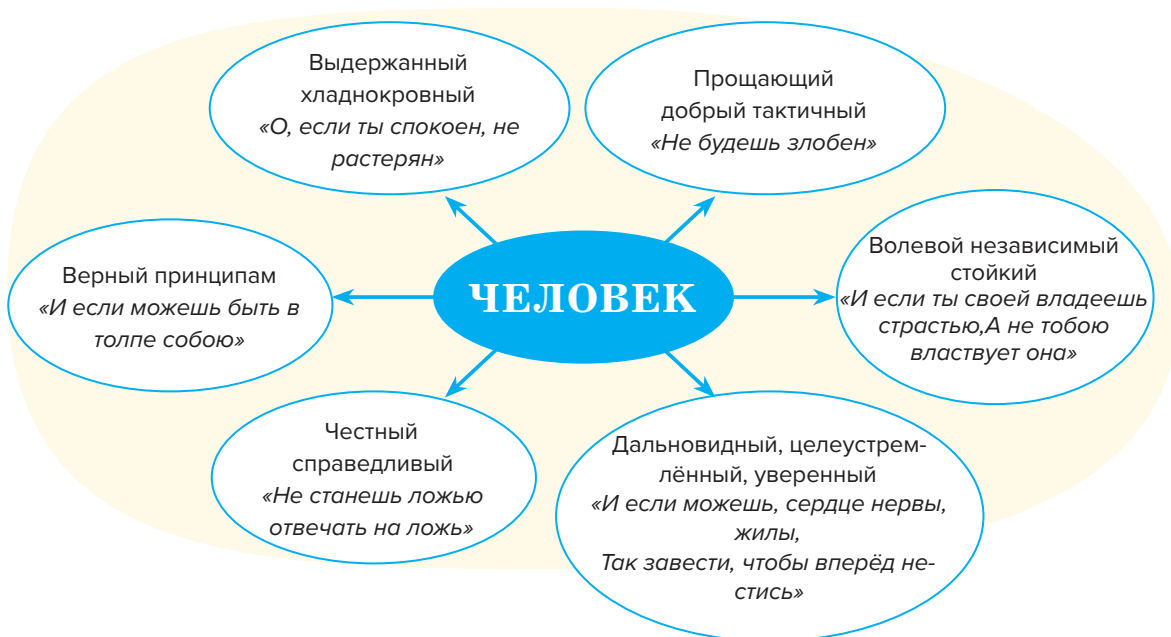 Выдержанный
хладнокровный
«О, если ты спокоен, не
растерян»
Прощающий
добрый тактичный
«Не будешь злобен»
Верный принципам
«И если можешь быть в
толпе собою»
ЧЕЛОВЕК
Волевой независимый
стойкий
«И если ты своей владеешь
страстью,А не тобою
властвует она»
Честный
справедливый
«Не станешь ложью
отвечать на ложь»
Дальновидный, целеустрем-
лённый, уверенный
«И если можешь, сердце нервы,
жилы,
Так завести, чтобы вперёд не-
стись»